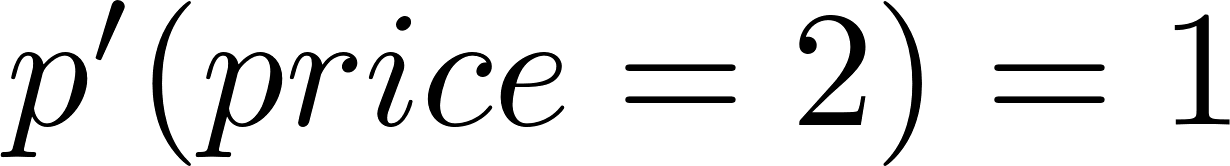 p′(price = 2) = 1